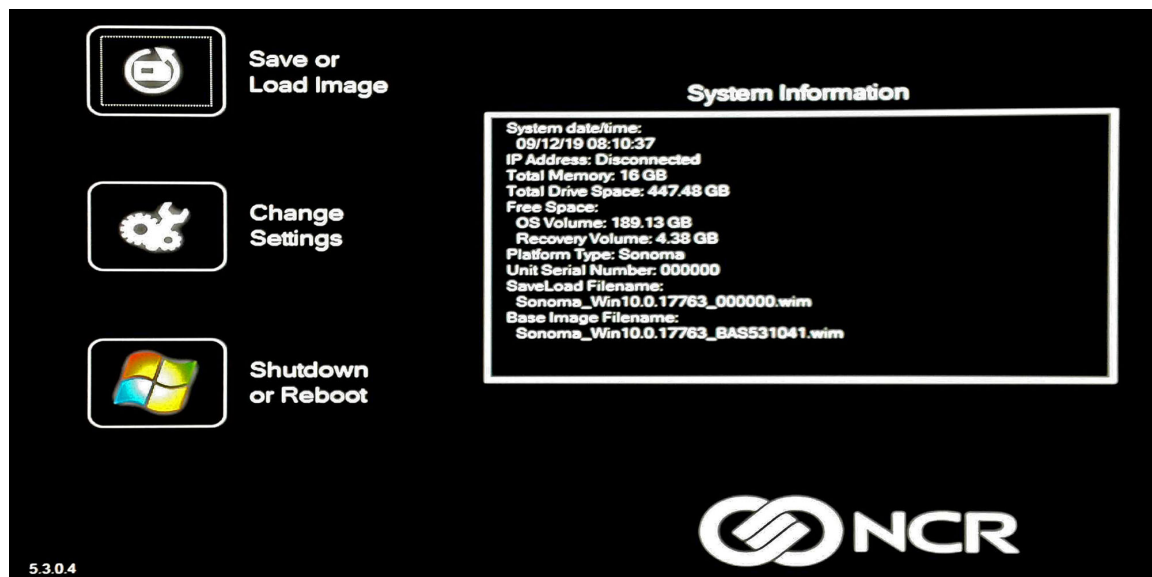 Save or
Load Image
Change
Settings
Shutdown
or Reboot
System Information
System date/time:
09/12/19 08:10:37
IP Address: Disconnected
Total Memory: 16 GB
Total Drive Space: 447.48 GB
Free Space:
OS Volume: 189.13 GB
Recovery Volume: 4.38 GB
Platform Type: Sonoma
Unit Serial Number: 000000
SaveLoad Filename:
Sonoma_Win10.0.17763_000000.wim
Base Image Filename:
Sonoma_Win10.0.17763_BAS531041.wim
NCR
5.3.0.4